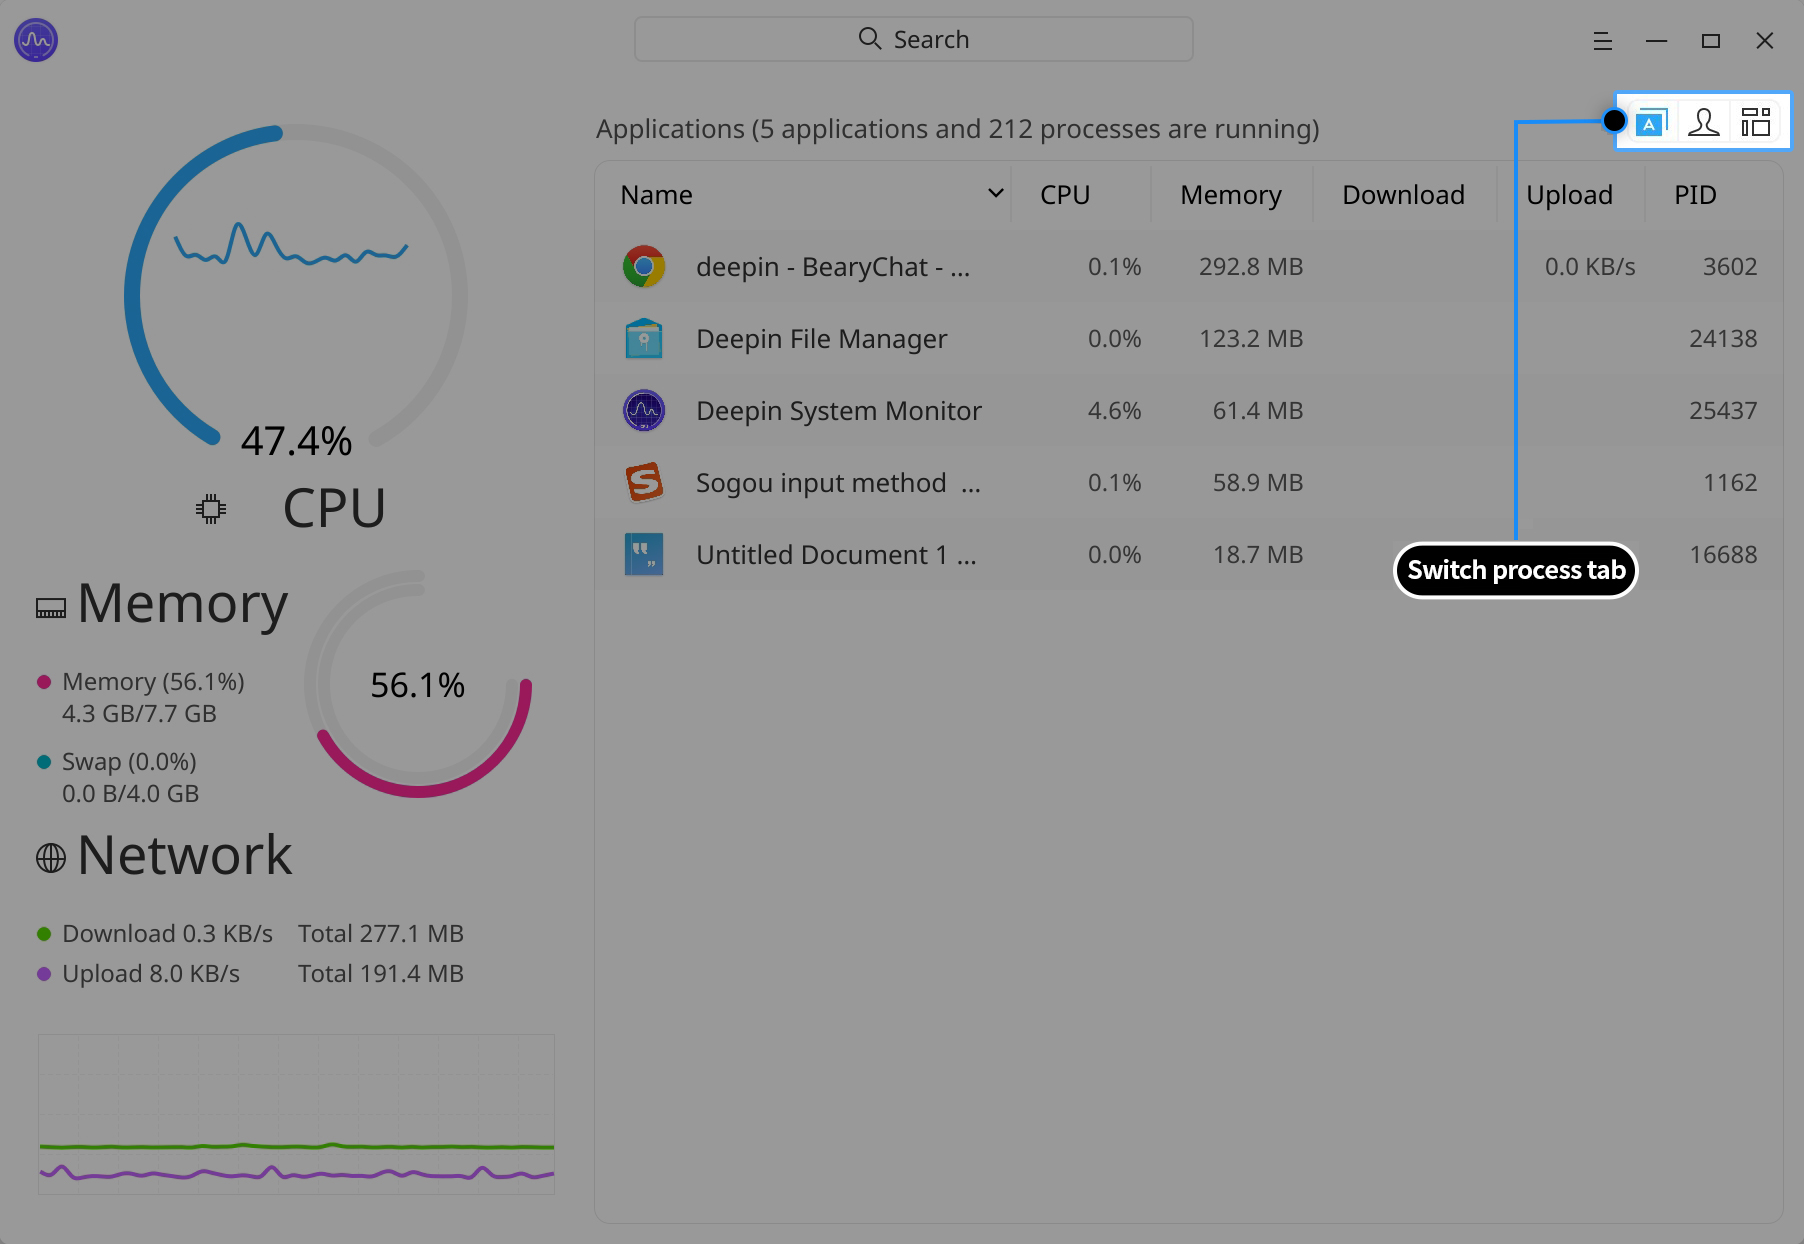 Search
Applications (5 applications and 212 processes are running)
Name CPU Memory Download Upload PID
deepin - BearyChat - ... 0.1% 292.8 MB 0.0 KB/s 3602
Deepin File Manager 0.0% 123.2 MB 24138
Deepin System Monitor 4.6% 61.4 MB 25437
Sogou input method ... 0.1% 58.9 MB 1162
Untitled Document 1 ... 0.0% 18.7 MB 16688
Switch process tab
47.4%
CPU
Memory
56.1%
Memory (56.1%)
4.3 GB/7.7 GB
Swap (0.0%)
0.0 B/4.0 GB
Network
Download 0.3 KB/s Total 277.1 MB
Upload 8.0 KB/s Total 191.4 MB